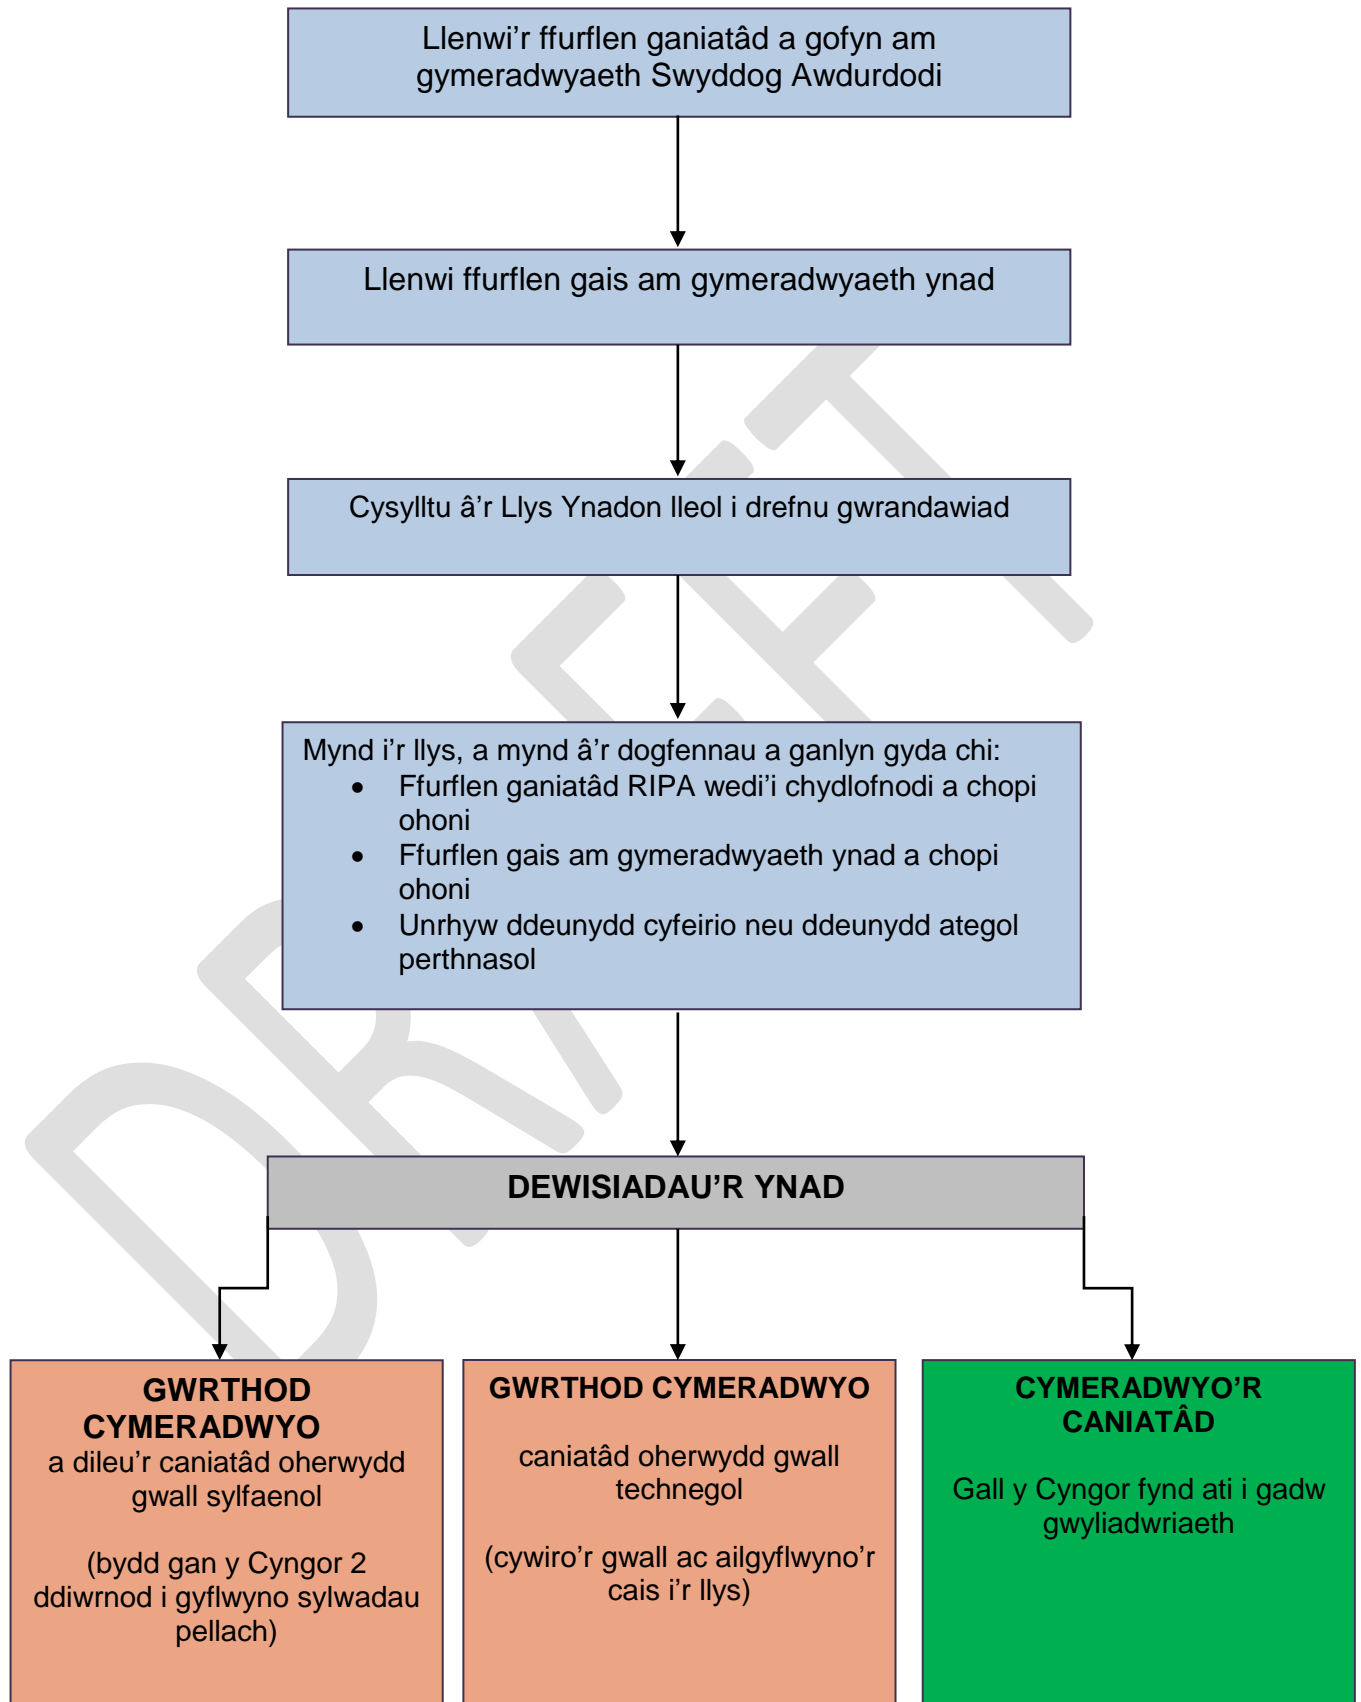 Llenwi’r ffurflen ganiatâd a gofyn am
gymeradwyaeth Swyddog Awdurdodi
Llenwi ffurflen gais am gymeradwyaeth ynad
Cysylltu â’r Llys Ynadon lleol i drefnu gwrandawiad
Mynd i’r llys, a mynd â’r dogfennau a ganlyn gyda chi:
• Ffurflen ganiatâd RIPA wedi’i chydlofnodi a chopi
ohoni
• Ffurflen gais am gymeradwyaeth ynad a chopi
ohoni
• Unrhyw ddeunydd cyfeirio neu ddeunydd ategol
perthnasol
DEWISIADAU’R YNAD
GWRTHOD
CYMERADWYO
a dileu’r caniatâd oherwydd
gwall sylfaenol
(bydd gan y Cyngor 2
ddiwrnod i gyflwyno sylwadau
pellach)
GWRTHOD CYMERADWYO
caniatâd oherwydd gwall
technegol
(cywiro’r gwall ac ailgyflwyno’r
cais i’r llys)
CYMERADWYO’R
CANIATÂD
Gall y Cyngor fynd ati i gadw
gwyliadwriaeth
DRAFFT